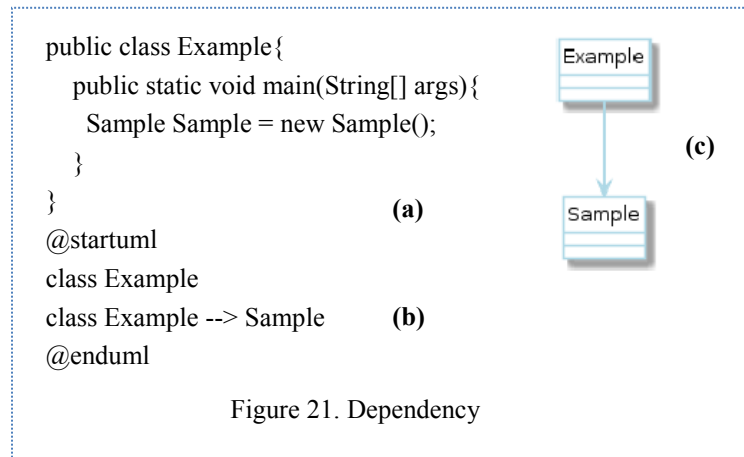 public class Example{
public static void main(String[] args){
Sample Sample = new Sample();
}
}
(a)
@startuml
class Example
class Example --> Sample (b)
@enduml
Example
Sample
(c)
Figure 21. Dependency